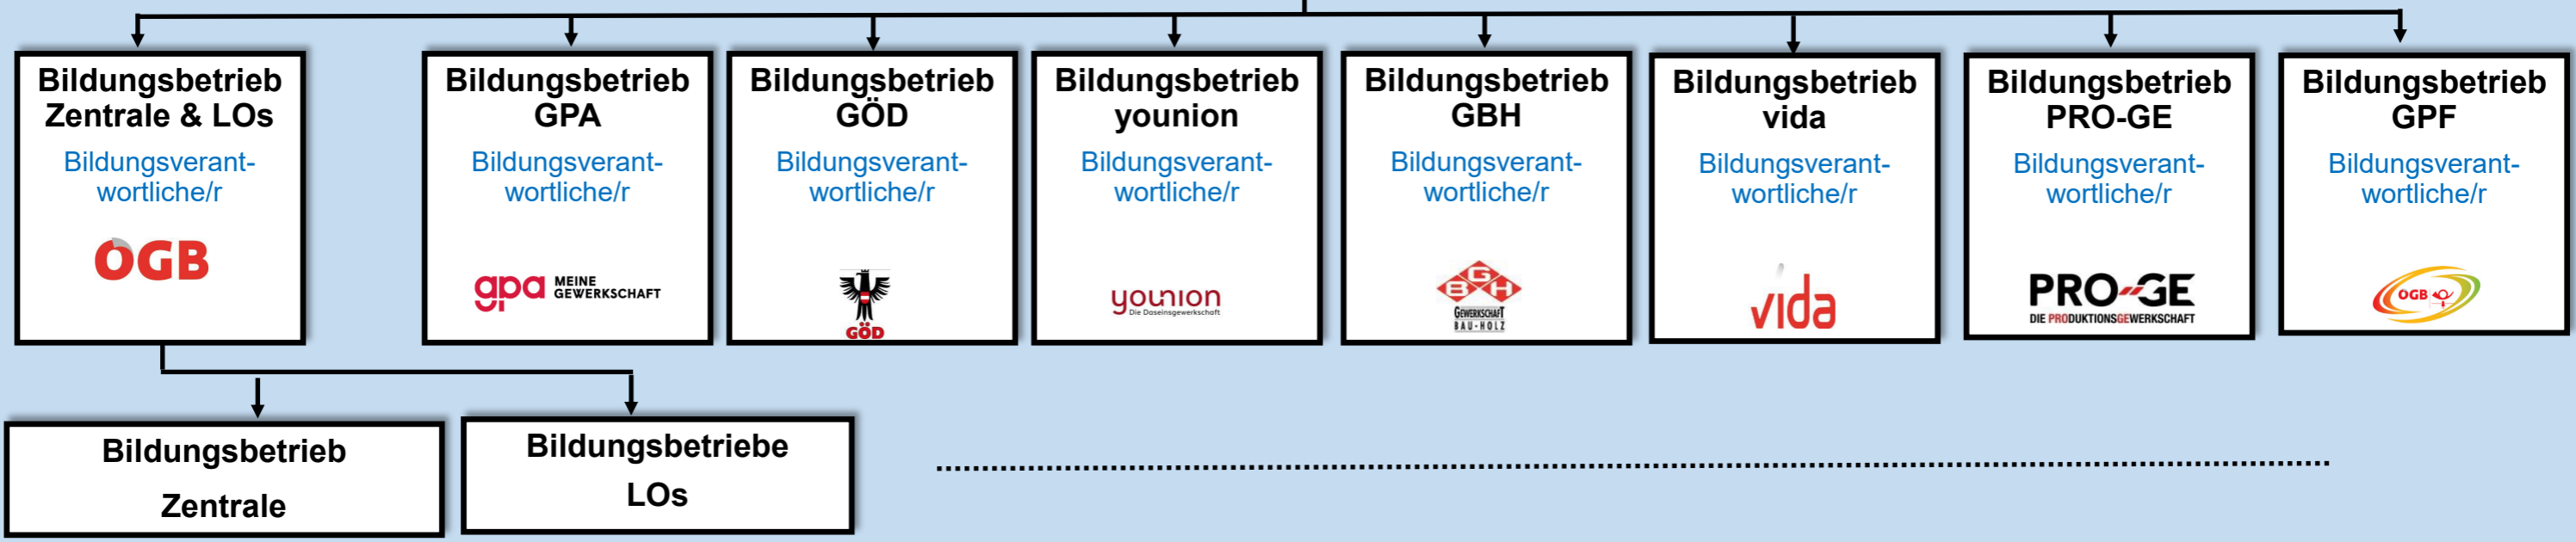 Bildungsbetrieb
Zentrale & LOs
Bildungsverant-
wortliche/r
ÖGB
Bildungsbetrieb
GPA
Bildungsverant-
wortliche/r
gpa MEINE
GEWERKSCHAFT
Bildungsbetrieb
GÖD
Bildungsverant-
wortliche/r
GÖD
Bildungsbetrieb
younion
Bildungsverant-
wortliche/r
younion
Die Daseinsgewerkschaft
Bildungsbetrieb
GBH
Bildungsverant-
wortliche/r
G
B H
GEWERKSCHAFT
BAU-HOLZ
Bildungsbetrieb
vida
Bildungsverant-
wortliche/r
vida
Bildungsbetrieb
PRO-GE
Bildungsverant-
wortliche/r
PRO-GE
DIE PRODUKTIONSGEWERKSCHAFT
Bildungsbetrieb
GPF
Bildungsverant-
wortliche/r
ÖGB
Bildungsbetrieb
Zentrale
Bildungsbetriebe
LOs